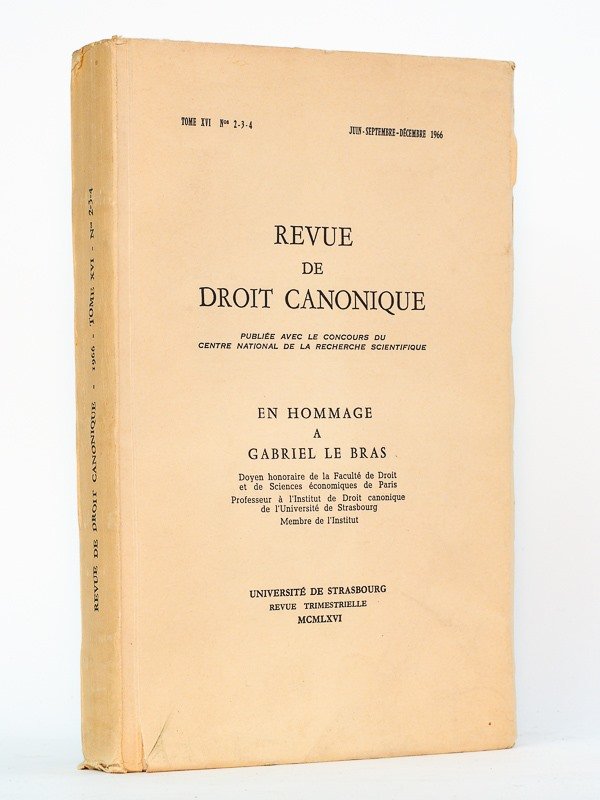 TOME XVI Nos 2-3-4
JUIN-SEPTEMBRE-DÉCEMBRE 1966
REVUE
DE
DROIT CANONIQUE
PUBLIÉE AVEC LE CONCOURS DU
CENTRE NATIONAL DE LA RECHERCHE SCIENTIFIQUE
EN HOMMAGE
A
GABRIEL LE BRAS
Doyen honoraire de la Faculté de Droit
et de Sciences économiques de Paris
Professeur à l'Institut de Droit canonique
de l'Université de Strasbourg
Membre de l'Institut
UNIVERSITÉ DE STRASBOURG
REVUE TRIMESTRIELLE
MCMLXVI
REVUE DE DROIT CANONIQUE - 1966 - TOME XVI - Nos 2-3-4